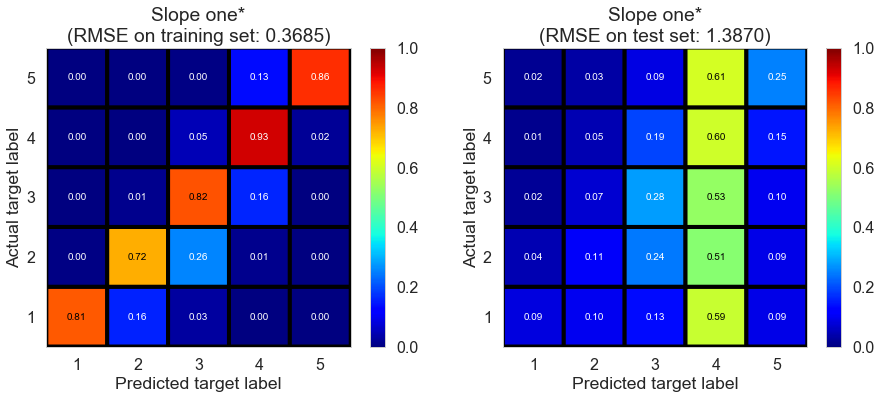 Slope one*
(RMSE on training set: 0.3685)
Actual target label
5 0.00 0.00 0.00 0.13 0.86
4 0.00 0.00 0.05 0.93 0.02
3 0.00 0.01 0.82 0.16 0.00
2 0.00 0.72 0.26 0.01 0.00
1 0.81 0.16 0.03 0.00 0.00
1 2 3 4 5
Predicted target label
1.0
0.8
0.6
0.4
0.2
0.0
Slope one*
(RMSE on test set: 1.3870)
Actual target label
5 0.02 0.03 0.09 0.61 0.25
4 0.01 0.05 0.19 0.60 0.15
3 0.02 0.07 0.28 0.53 0.10
2 0.04 0.11 0.24 0.51 0.09
1 0.09 0.10 0.13 0.59 0.09
1 2 3 4 5
Predicted target label
1.0
0.8
0.6
0.4
0.2
0.0